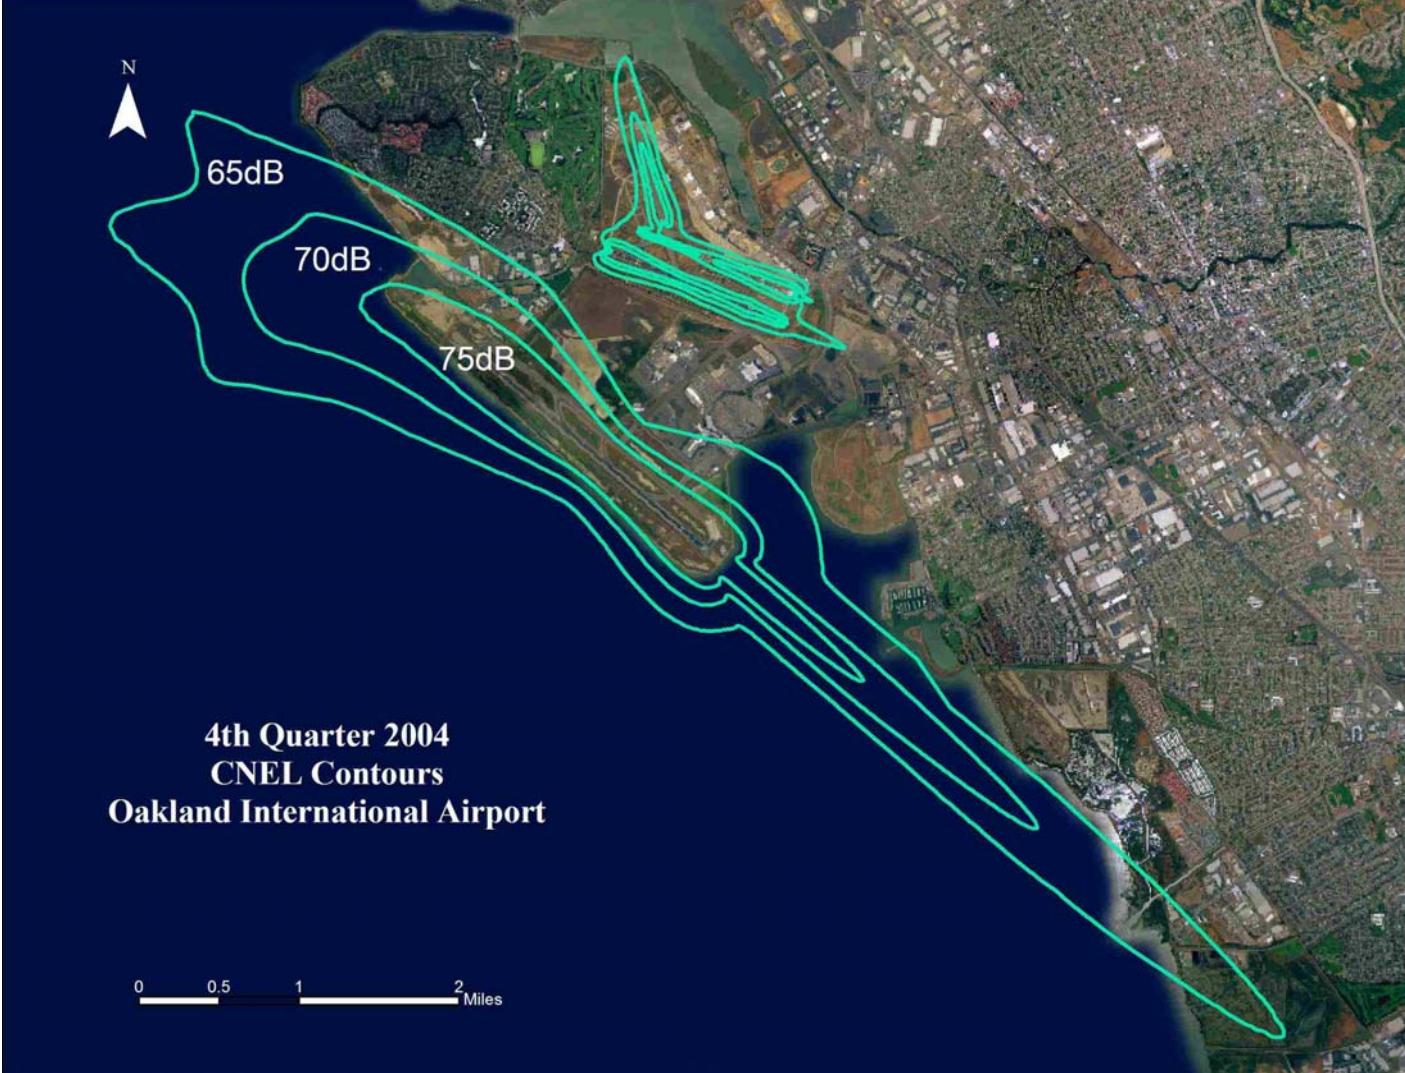 N
65dB
70dB
75dB
4th Quarter 2004
CNEL Contours
Oakland International Airport
0 0.5 1 2 Miles